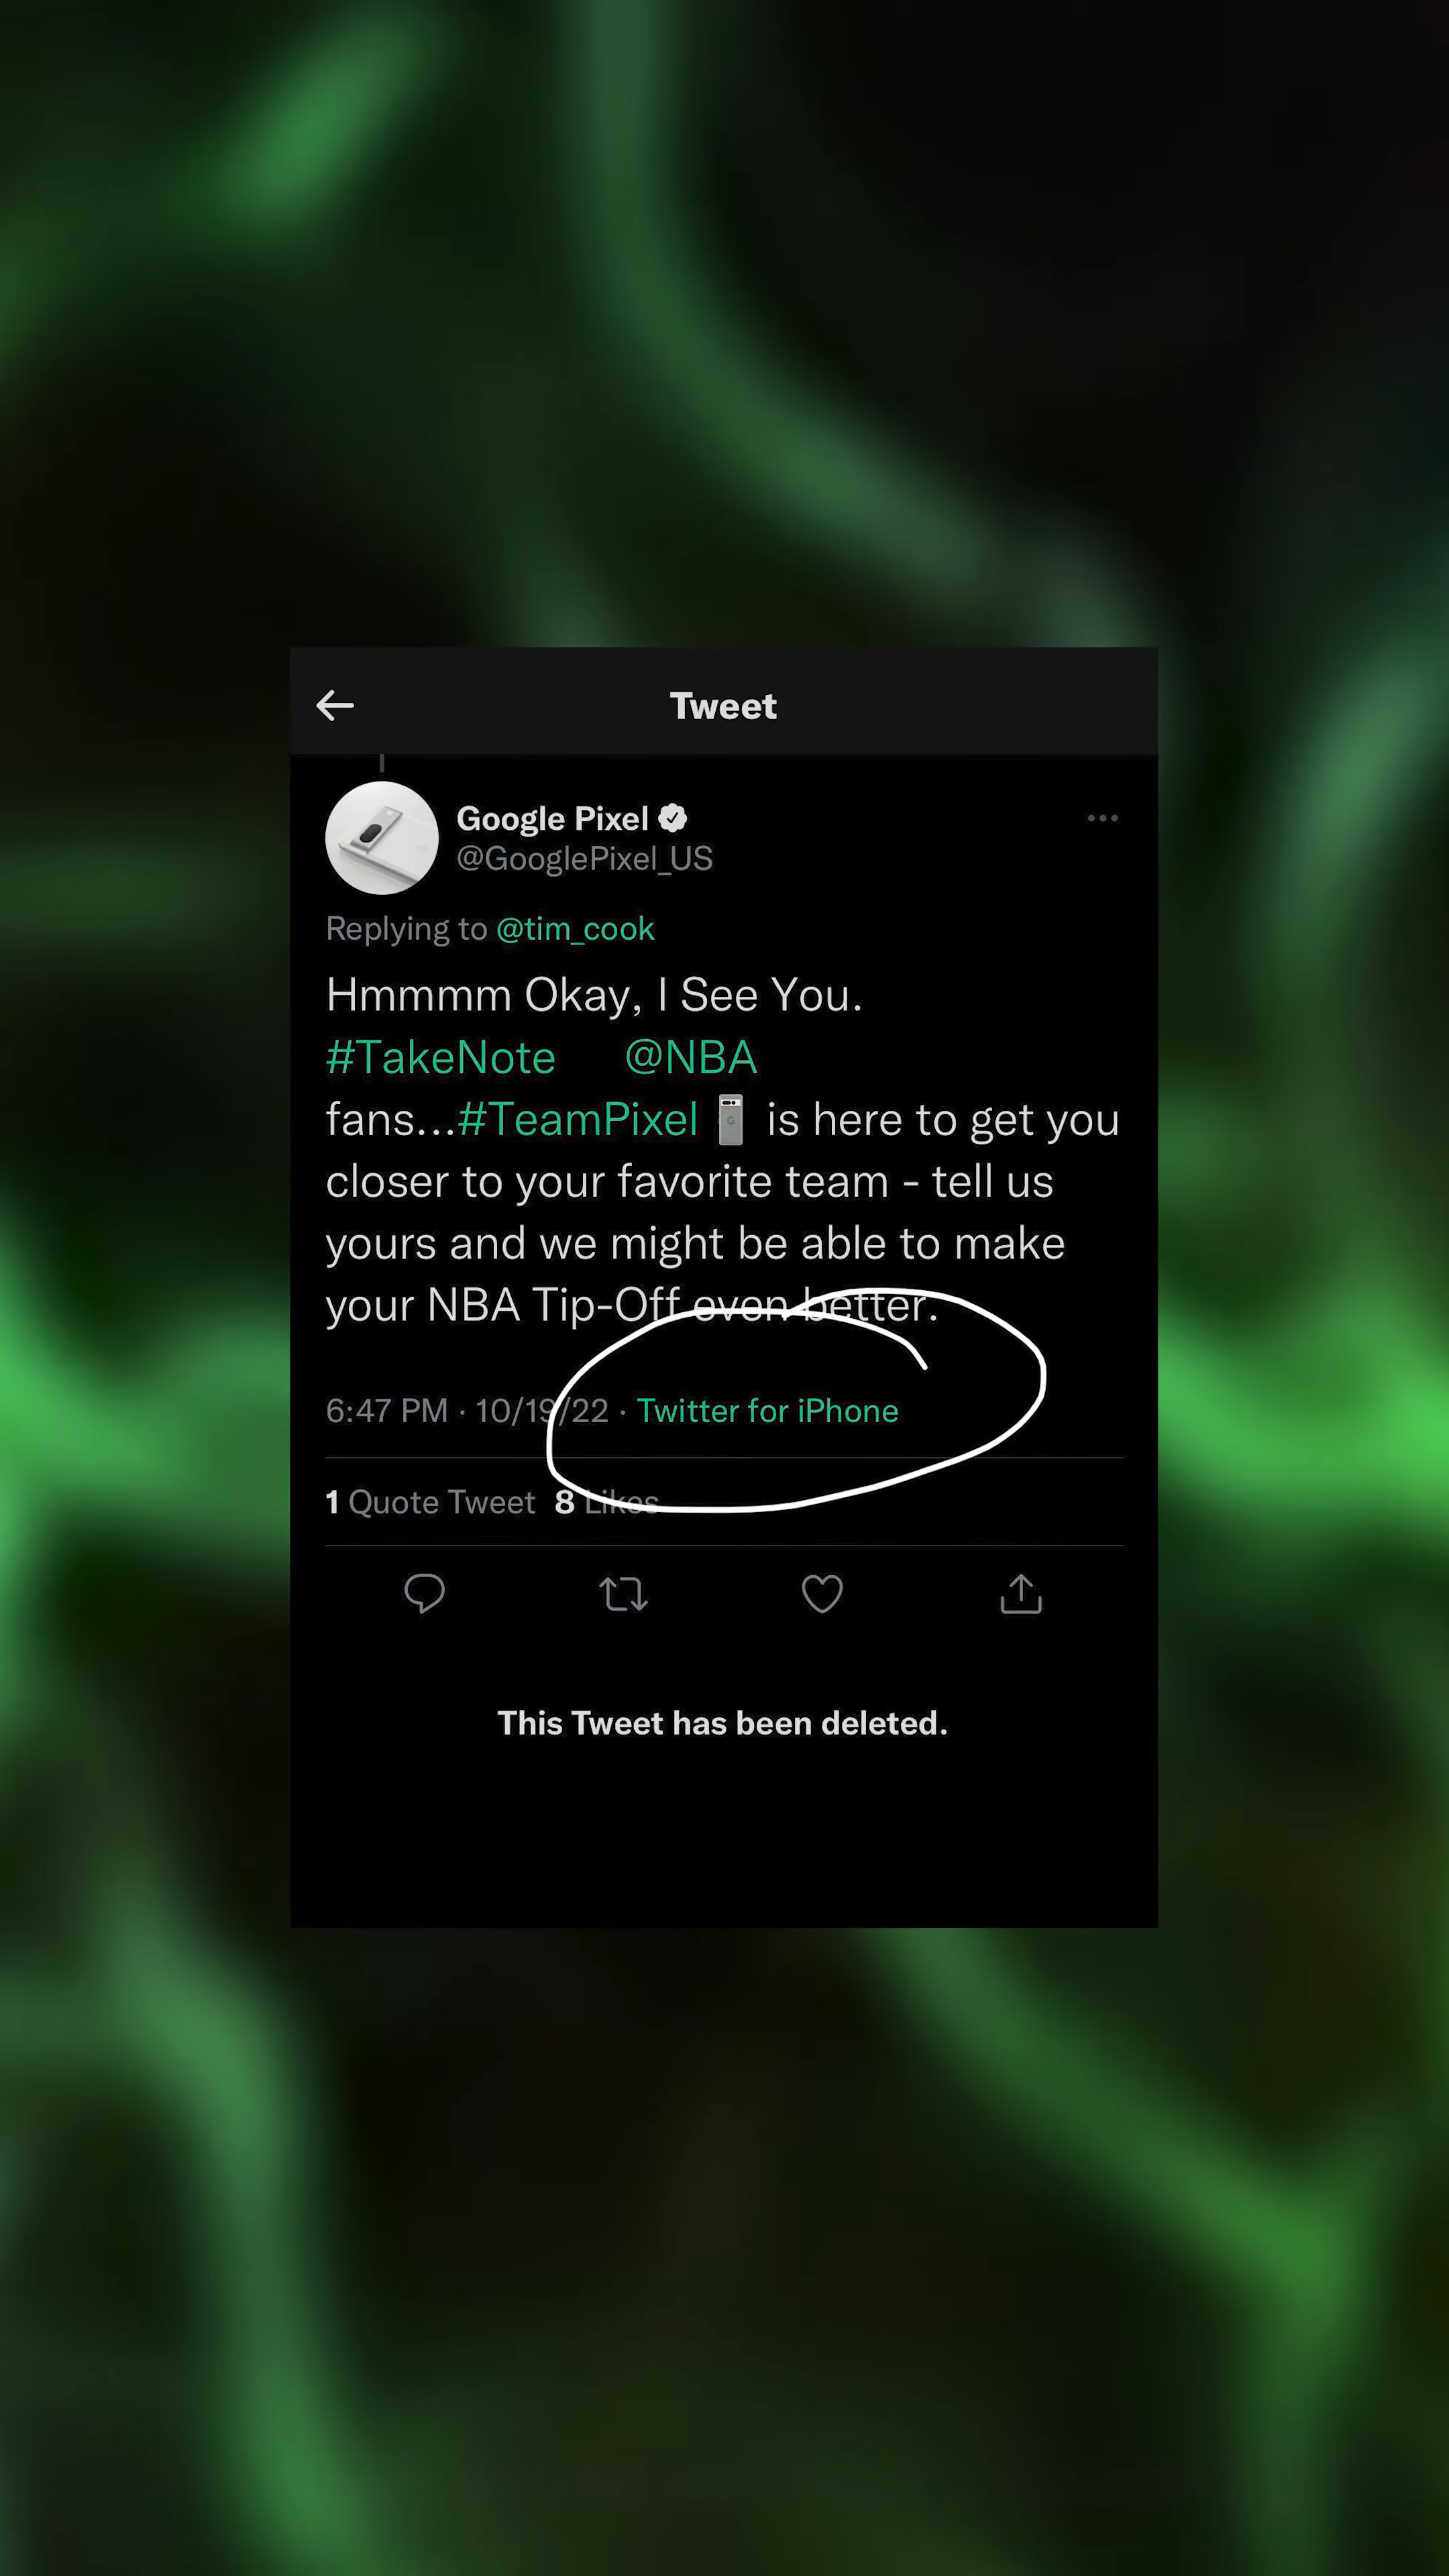 Tweet
Google Pixel
@GooglePixel_US
Replying to @tim_cook
Hmmmm Okay, I See You.
#TakeNote @NBA
fans...#TeamPixel is here to get you
closer to your favorite team - tell us
yours and we might be able to make
your NBA Tip-Off even better.
6:47 PM · 10/19/22 · Twitter for iPhone
1 Quote Tweet 8 Likes
This Tweet has been deleted.